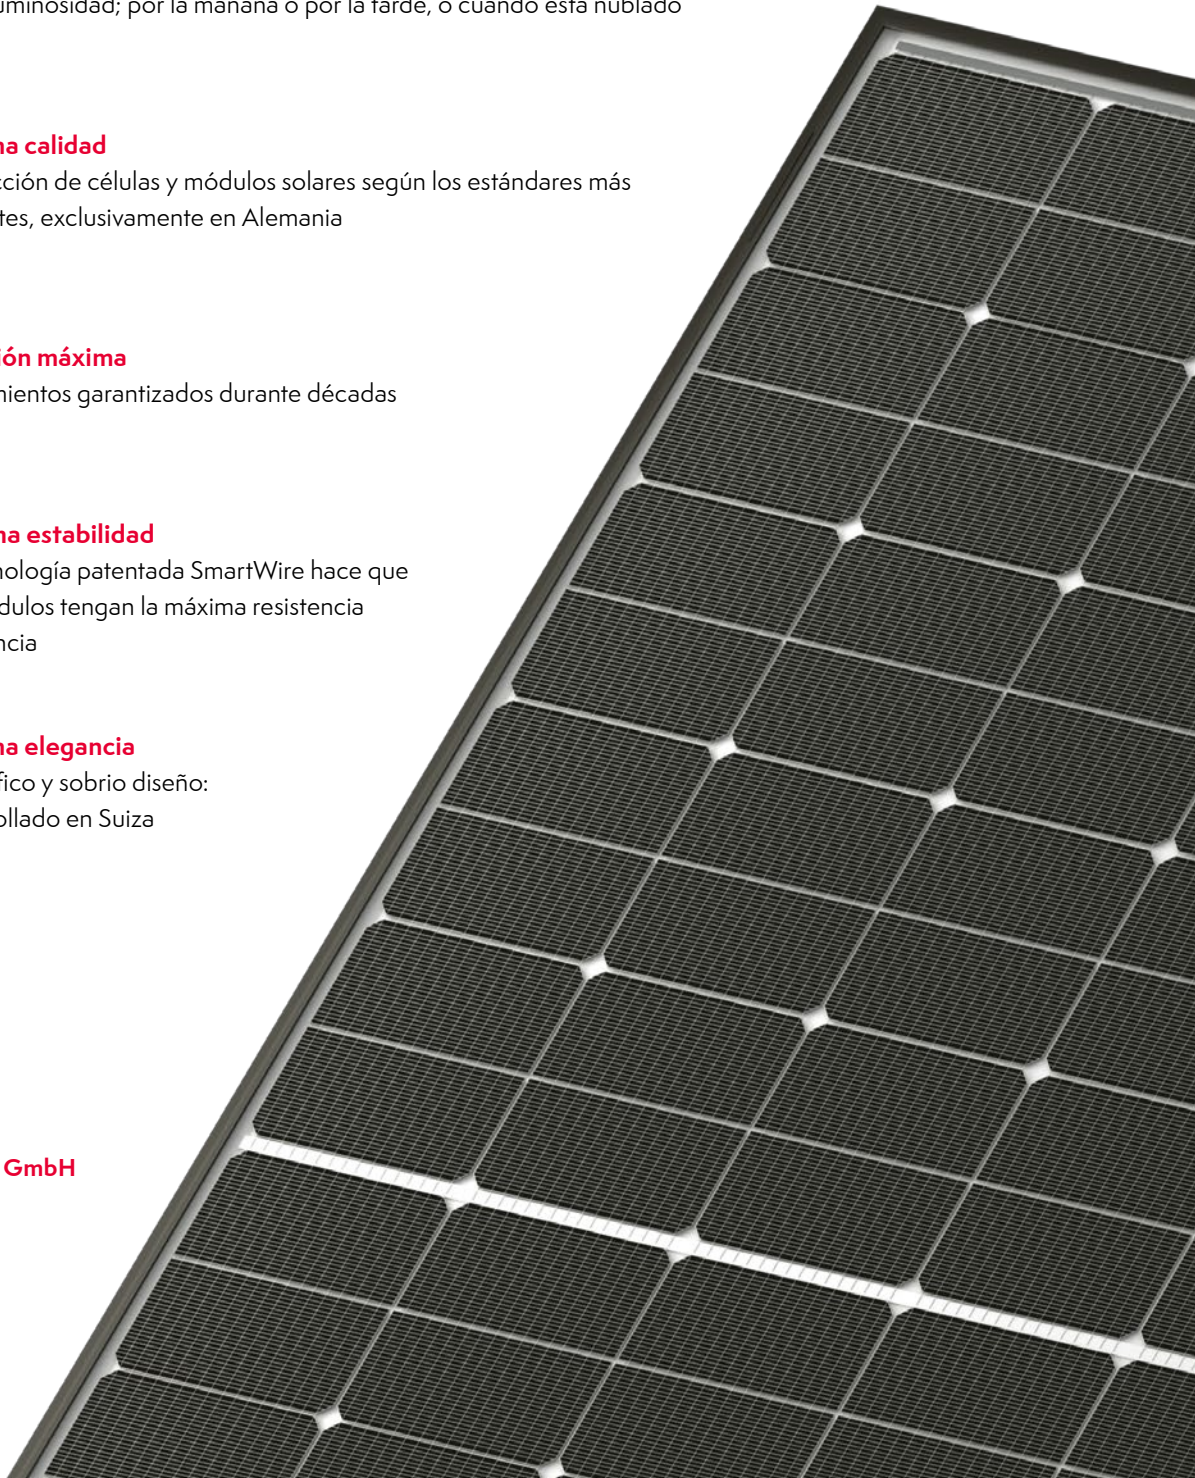 uminosidad; por la mañana o por la tarde, o cuando está nublado
na calidad
cción de células y módulos solares según los estándares más
tes, exclusivamente en Alemania
ión máxima
mientos garantizados durante décadas
na estabilidad
nología patentada SmartWire hace que
dulos tengan la máxima resistencia
ncia
na elegancia
fico y sobrio diseño:
ollado en Suiza
GmbH